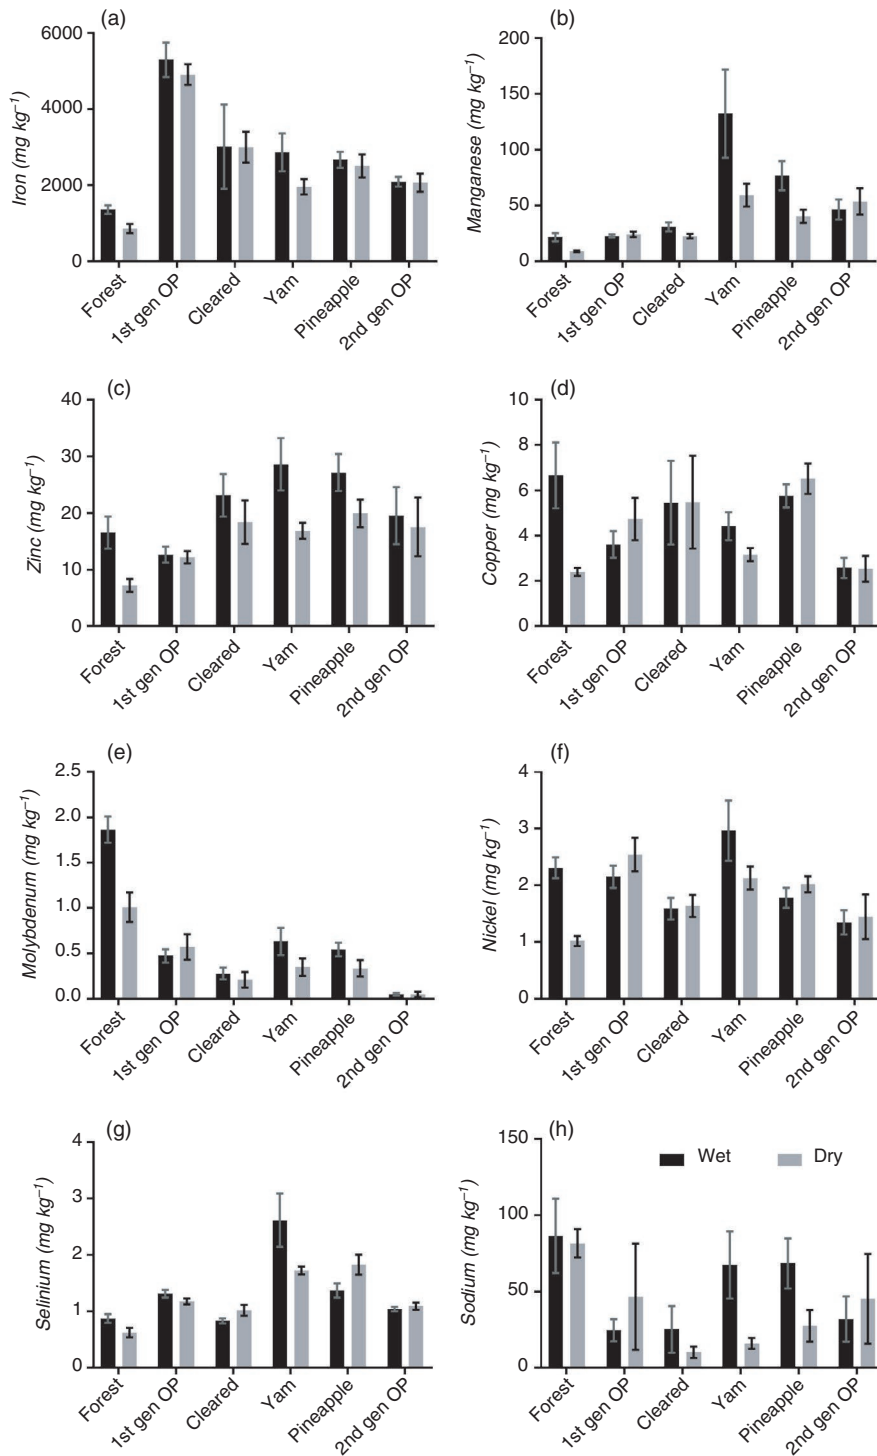 (a)
6000
4000
2000
0
Iron (mg kg⁻¹)
Forest
1st gen OP
Cleared
Yam
Pineapple
2nd gen OP
(b)
200
150
100
50
0
Manganese (mg kg⁻¹)
Forest
1st gen OP
Cleared
Yam
Pineapple
2nd gen OP
(c)
40
30
20
10
0
Zinc (mg kg⁻¹)
Forest
1st gen OP
Cleared
Yam
Pineapple
2nd gen OP
(d)
10
8
6
4
2
0
Copper (mg kg⁻¹)
Forest
1st gen OP
Cleared
Yam
Pineapple
2nd gen OP
(e)
2.5
2.0
1.5
1.0
0.5
0.0
Molybdenum (mg kg⁻¹)
Forest
1st gen OP
Cleared
Yam
Pineapple
2nd gen OP
(f)
4
3
2
1
0
Nickel (mg kg⁻¹)
Forest
1st gen OP
Cleared
Yam
Pineapple
2nd gen OP
(g)
4
3
2
1
0
Selinium (mg kg⁻¹)
Forest
1st gen OP
Cleared
Yam
Pineapple
2nd gen OP
(h)
150
100
50
0
Sodium (mg kg⁻¹)
Wet
Dry
Forest
1st gen OP
Cleared
Yam
Pineapple
2nd gen OP